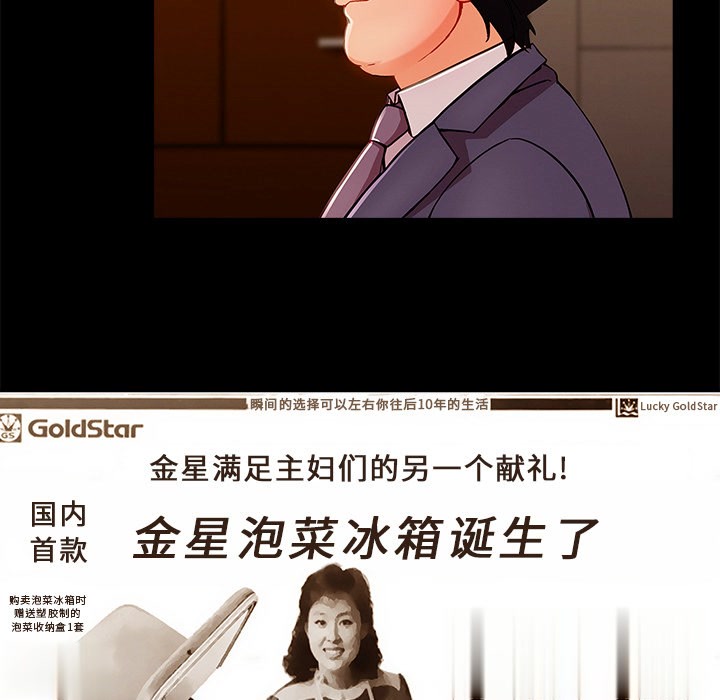 瞬间的选择可以左右你往后10年的生活
Lucky GoldStar
GS
GoldStar
金星满足主妇们的另一个献礼!
国内
首款
金星泡菜冰箱诞生了
购卖泡菜冰箱时
赠送塑胶制的
泡菜收纳盒1套